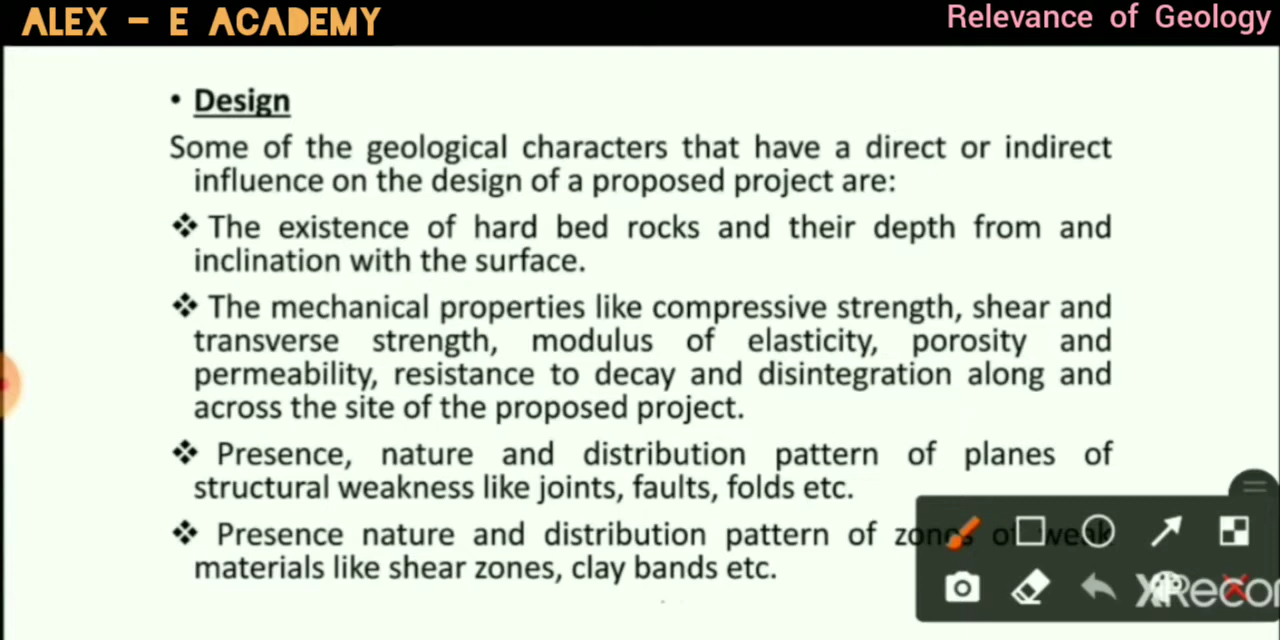 ALEX - E ACADEMY
Relevance of Geology
• Design
Some of the geological characters that have a direct or indirect
influence on the design of a proposed project are:
❖ The existence of hard bed rocks and their depth from and
inclination with the surface.
❖ The mechanical properties like compressive strength, shear and
transverse strength, modulus of elasticity, porosity and
permeability, resistance to decay and disintegration along and
across the site of the proposed project.
❖ Presence, nature and distribution pattern of planes of
structural weakness like joints, faults, folds etc.
❖ Presence nature and distribution pattern of zones of weak
materials like shear zones, clay bands etc.
XRecor